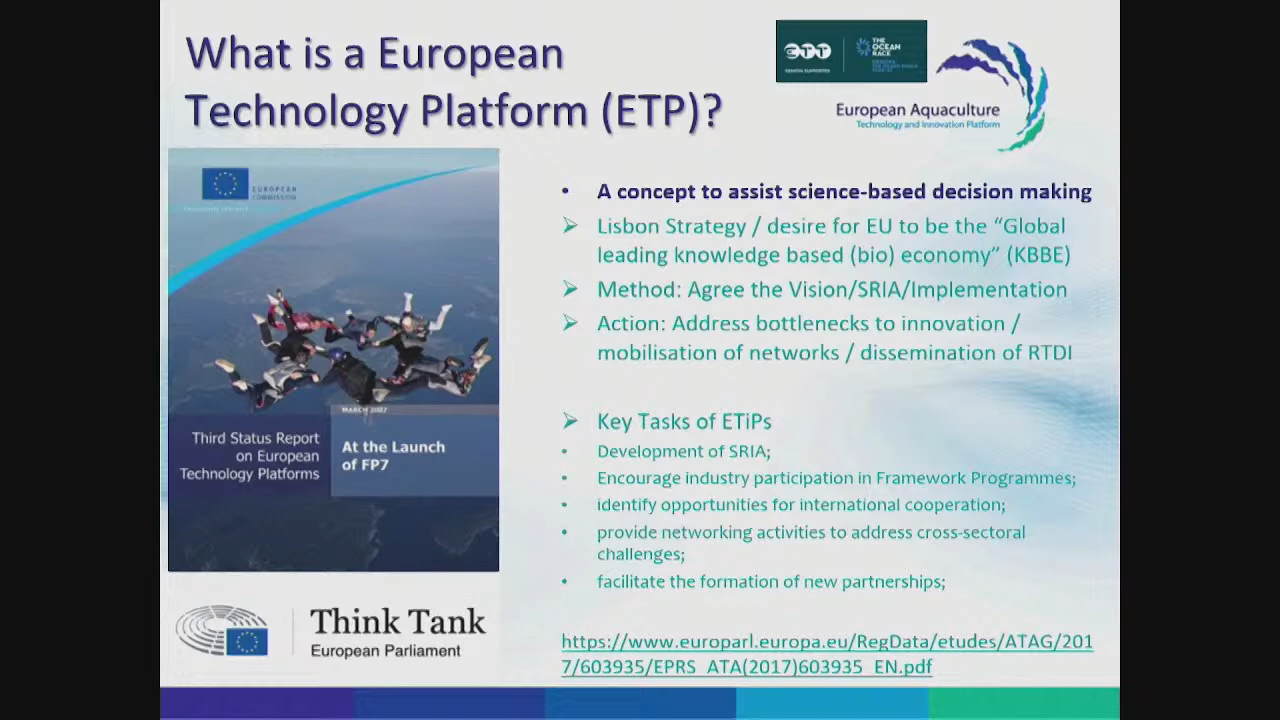 What is a European
Technology Platform (ETP)?
THE
OCEAN
RACE
European Aquaculture
Technology and Innovation Platform
EUROPEAN
COMMISSION
MARCH 2007
Third Status Report
on European
Technology Platforms
At the Launch
of FP7
Think Tank
European Parliament
• A concept to assist science-based decision making
➢ Lisbon Strategy / desire for EU to be the “Global
leading knowledge based (bio) economy” (KBBE)
➢ Method: Agree the Vision/SRIA/Implementation
➢ Action: Address bottlenecks to innovation /
mobilisation of networks / dissemination of RTDI
➢ Key Tasks of ETiPs
• Development of SRIA;
• Encourage industry participation in Framework Programmes;
• identify opportunities for international cooperation;
• provide networking activities to address cross-sectoral
challenges;
• facilitate the formation of new partnerships;
https://www.europarl.europa.eu/RegData/etudes/ATAG/201
7/603935/EPRS_ATA(2017)603935_EN.pdf